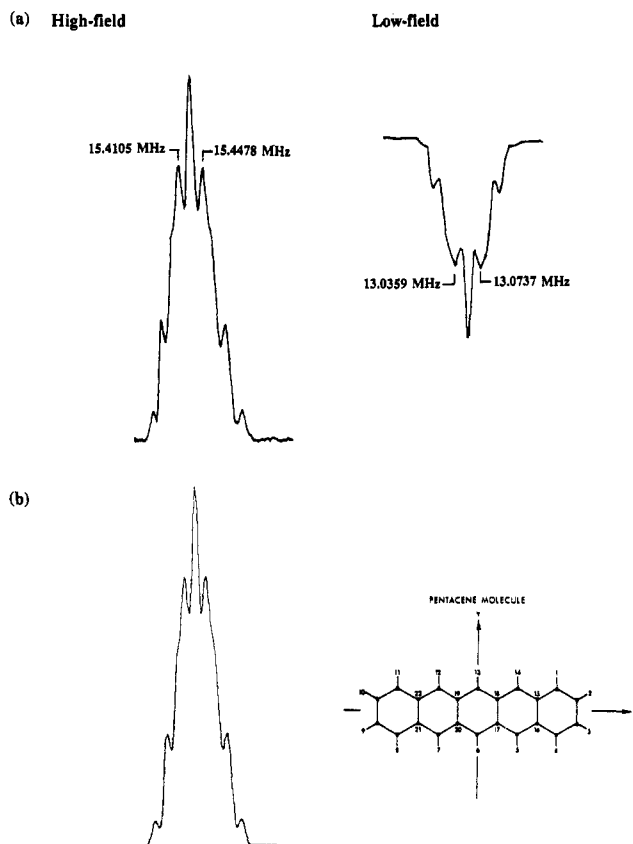 (a) High-field Low-field
15.4105 MHz 15.4478 MHz
13.0359 MHz 13.0737 MHz
(b)
PENTACENE MOLECULE
Y
11 12 13 14 1
10 22 19 18 15 2
9 21 20 17 16 3
8 7 6 5 4